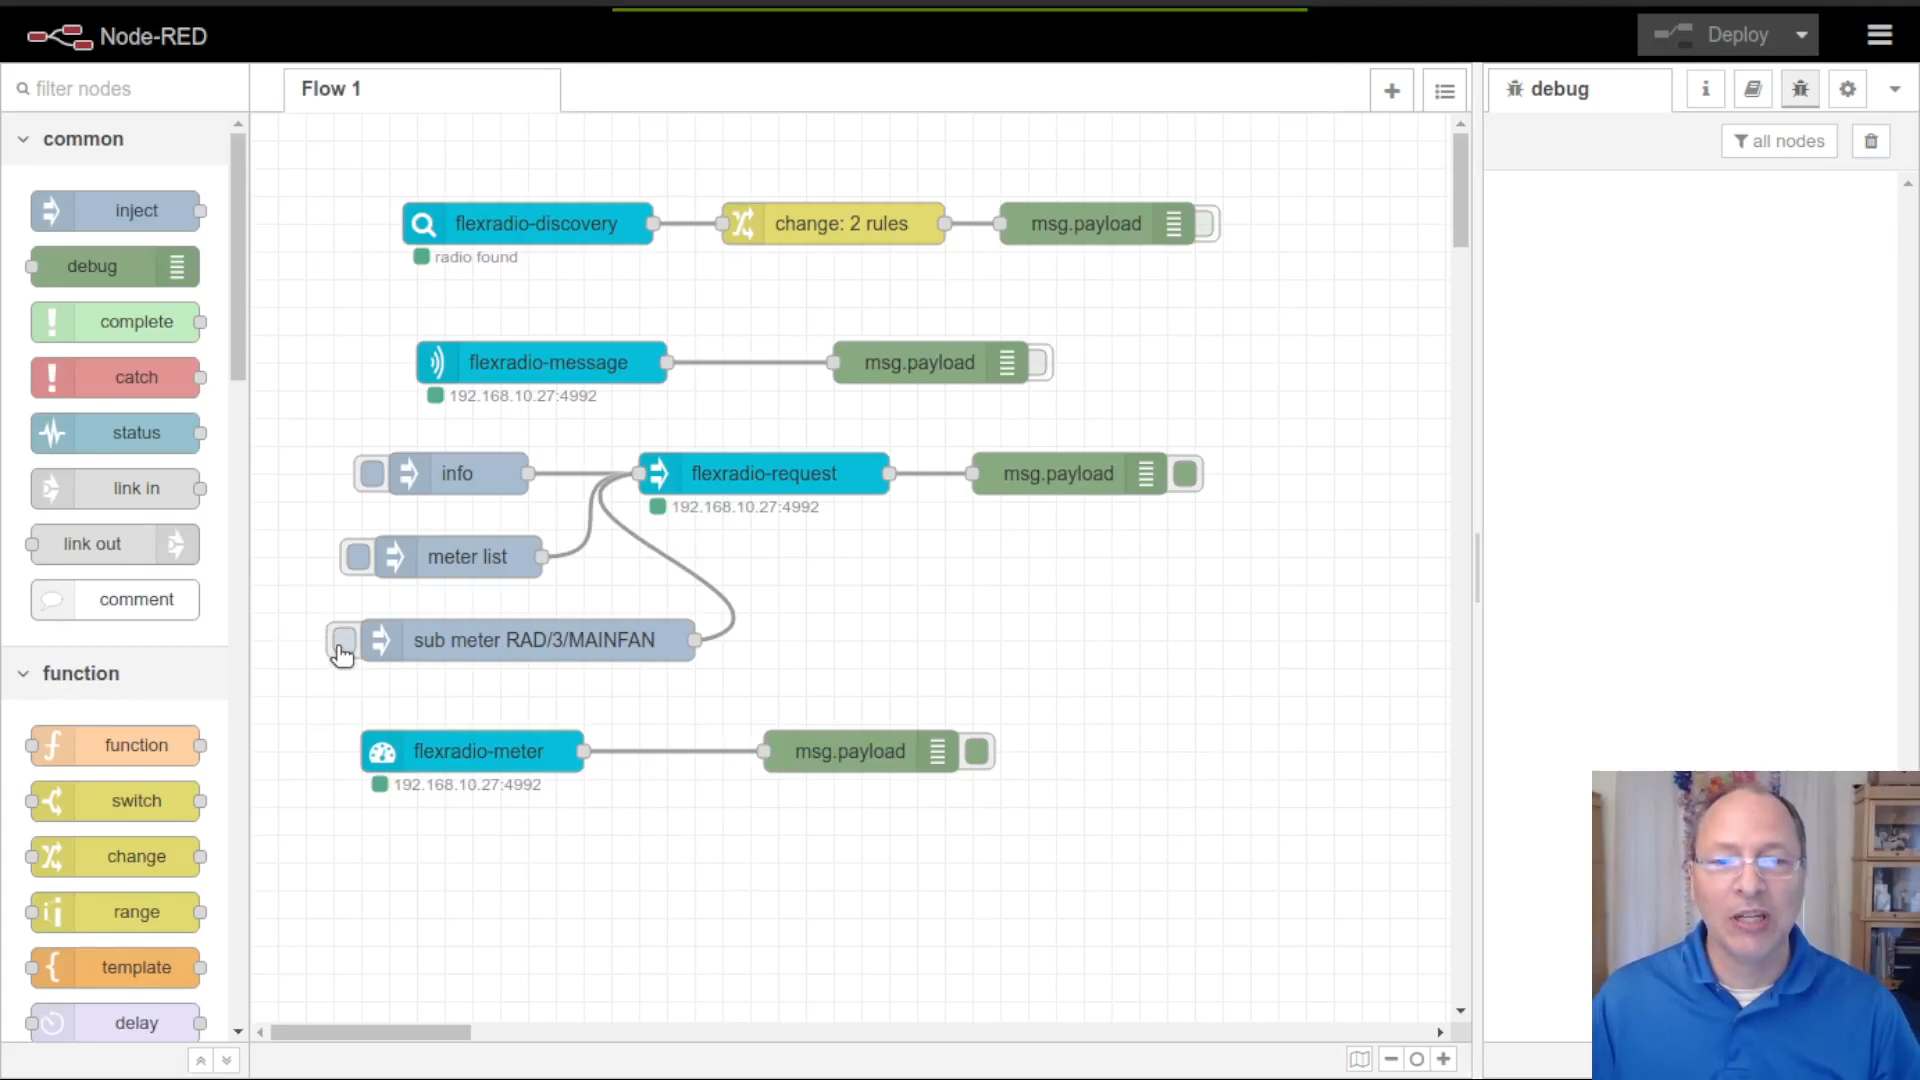 Node-RED
Deploy
filter nodes
Flow 1
debug
i
all nodes
common
inject
debug
complete
catch
status
link in
link out
comment
function
function
switch
change
range
template
delay
flexradio-discovery
radio found
change: 2 rules
msg.payload
flexradio-message
192.168.10.27:4992
msg.payload
info
flexradio-request
192.168.10.27:4992
msg.payload
meter list
sub meter RAD/3/MAINFAN
flexradio-meter
192.168.10.27:4992
msg.payload